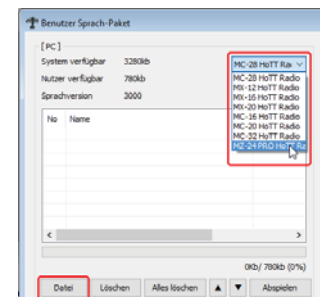 Benutzer Sprach-Paket
[PC]
System verfügbar 3280kb
MC-28 HoTT Ra
Nutzer verfügbar 780kb
Sprachversion 3000
MC-28 HoTT Radio
MX-12 HoTT Radio
MX-16 HoTT Radio
MX-20 HoTT Radio
MC-16 HoTT Radio
MC-20 HoTT Radio
MC-32 HoTT Radio
MZ-24 PRO HoTT Ra
No Name
0Kb/ 780kb (0%)
Datei Löschen Alles löschen Abspielen